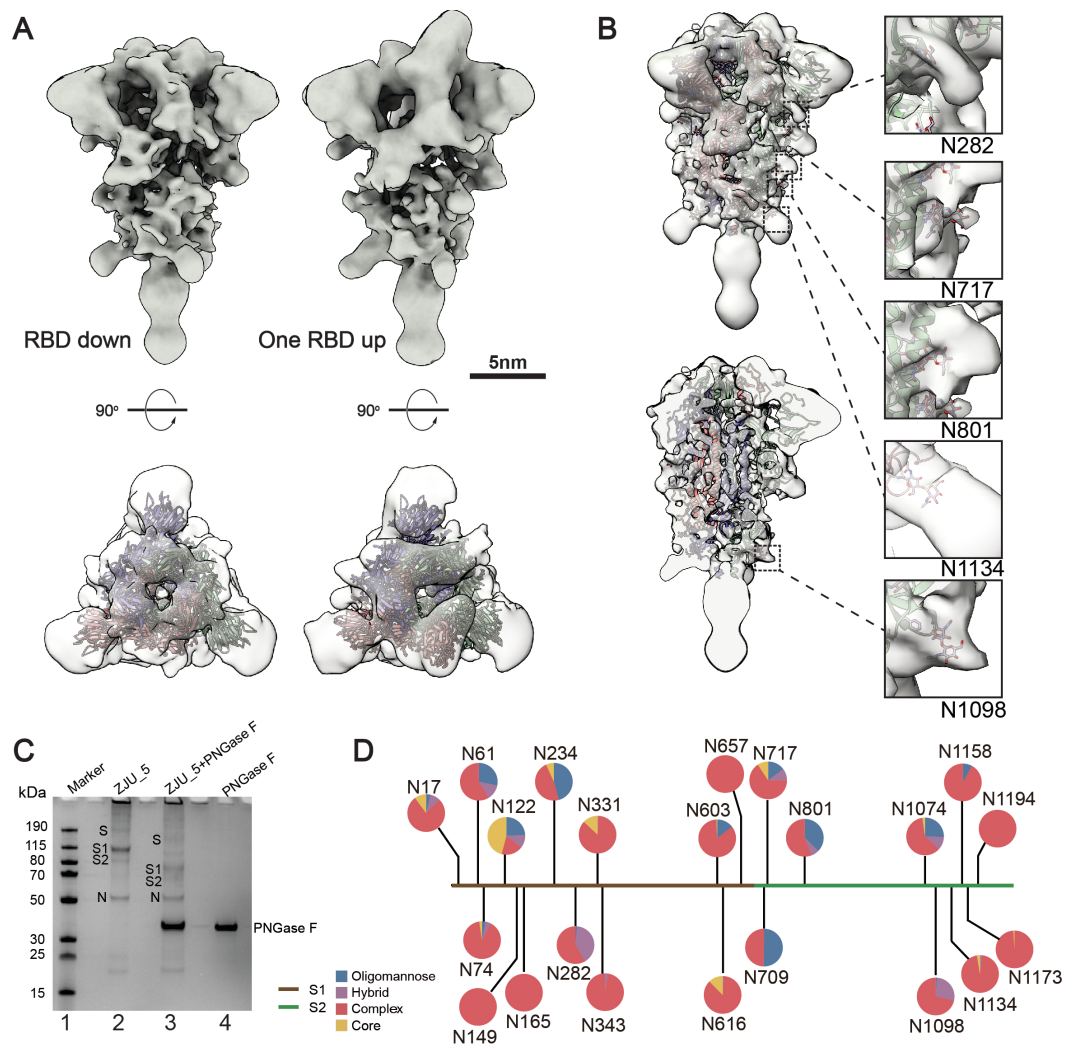 A
RBD down
One RBD up
5nm
90°
90°
B
N282
N717
N801
N1134
N1098
C
kDa
Marker
ZJU_5
ZJU_5+PNGase F
PNGase F
190
115
80
70
50
30
25
15
S
S1
S2
N
S
S1
S2
N
PNGase F
1 2 3 4
D
N17
N61
N122
N234
N331
N603
N657
N717
N801
N1074
N1158
N1194
N74
N149
N165
N282
N343
N616
N709
N1098
N1134
N1173
S1
S2
Oligomannose
Hybrid
Complex
Core